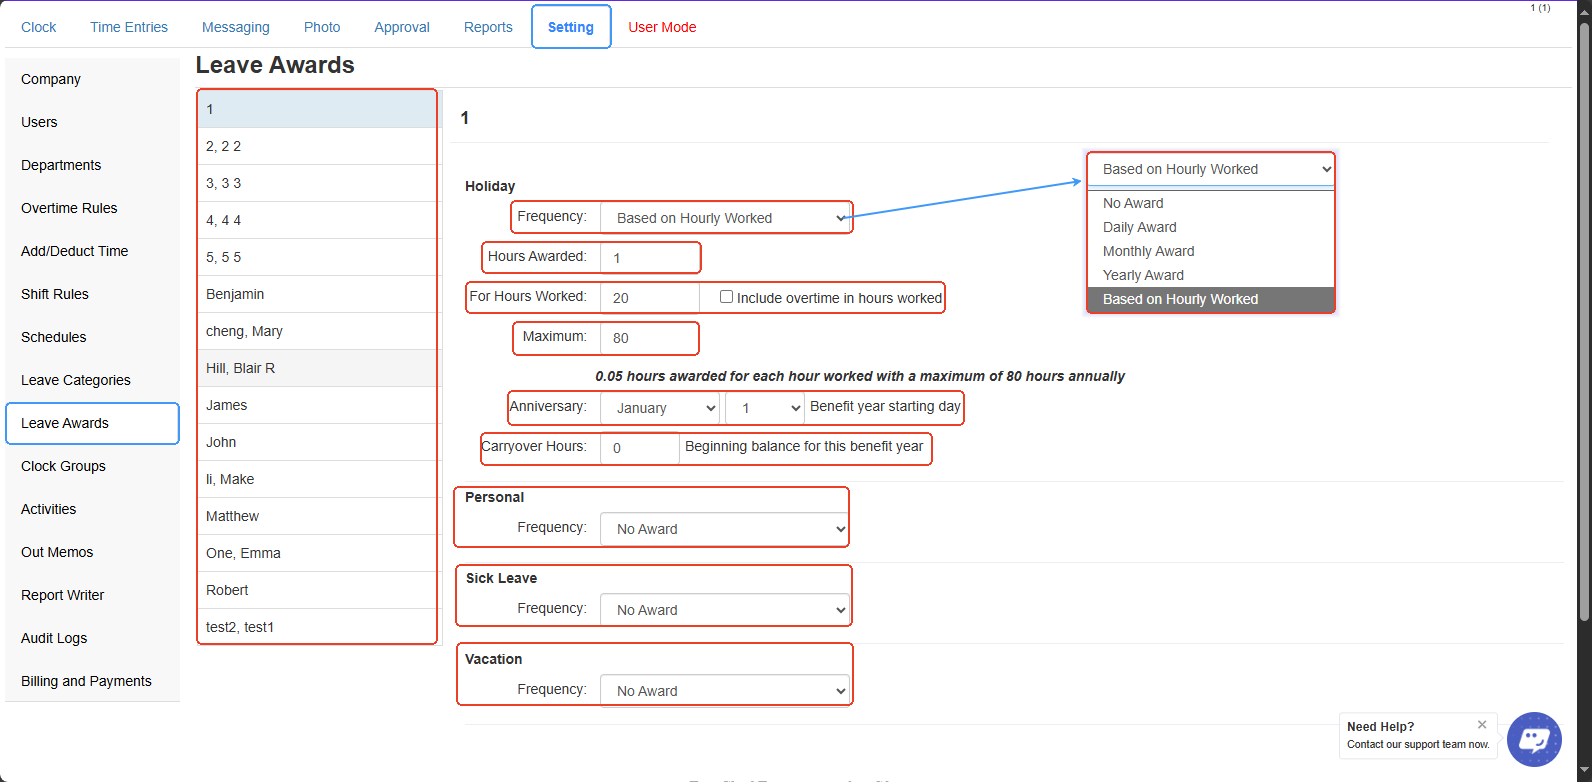 1 (1)
Clock Time Entries Messaging Photo Approval Reports Setting User Mode
Company
Users
Departments
Overtime Rules
Add/Deduct Time
Shift Rules
Schedules
Leave Categories
Leave Awards
Clock Groups
Activities
Out Memos
Report Writer
Audit Logs
Billing and Payments
Leave Awards
1
2, 2 2
3, 3 3
4, 4 4
5, 5 5
Benjamin
cheng, Mary
Hill, Blair R
James
John
li, Make
Matthew
One, Emma
Robert
test2, test1
1
Holiday
Frequency: Based on Hourly Worked
Hours Awarded: 1
For Hours Worked: 20 Include overtime in hours worked
Maximum: 80
0.05 hours awarded for each hour worked with a maximum of 80 hours annually
Anniversary: January 1 Benefit year starting day
Carryover Hours: 0 Beginning balance for this benefit year
Personal
Frequency: No Award
Sick Leave
Frequency: No Award
Vacation
Frequency: No Award
Based on Hourly Worked
No Award
Daily Award
Monthly Award
Yearly Award
Based on Hourly Worked
Need Help?
Contact our support team now.